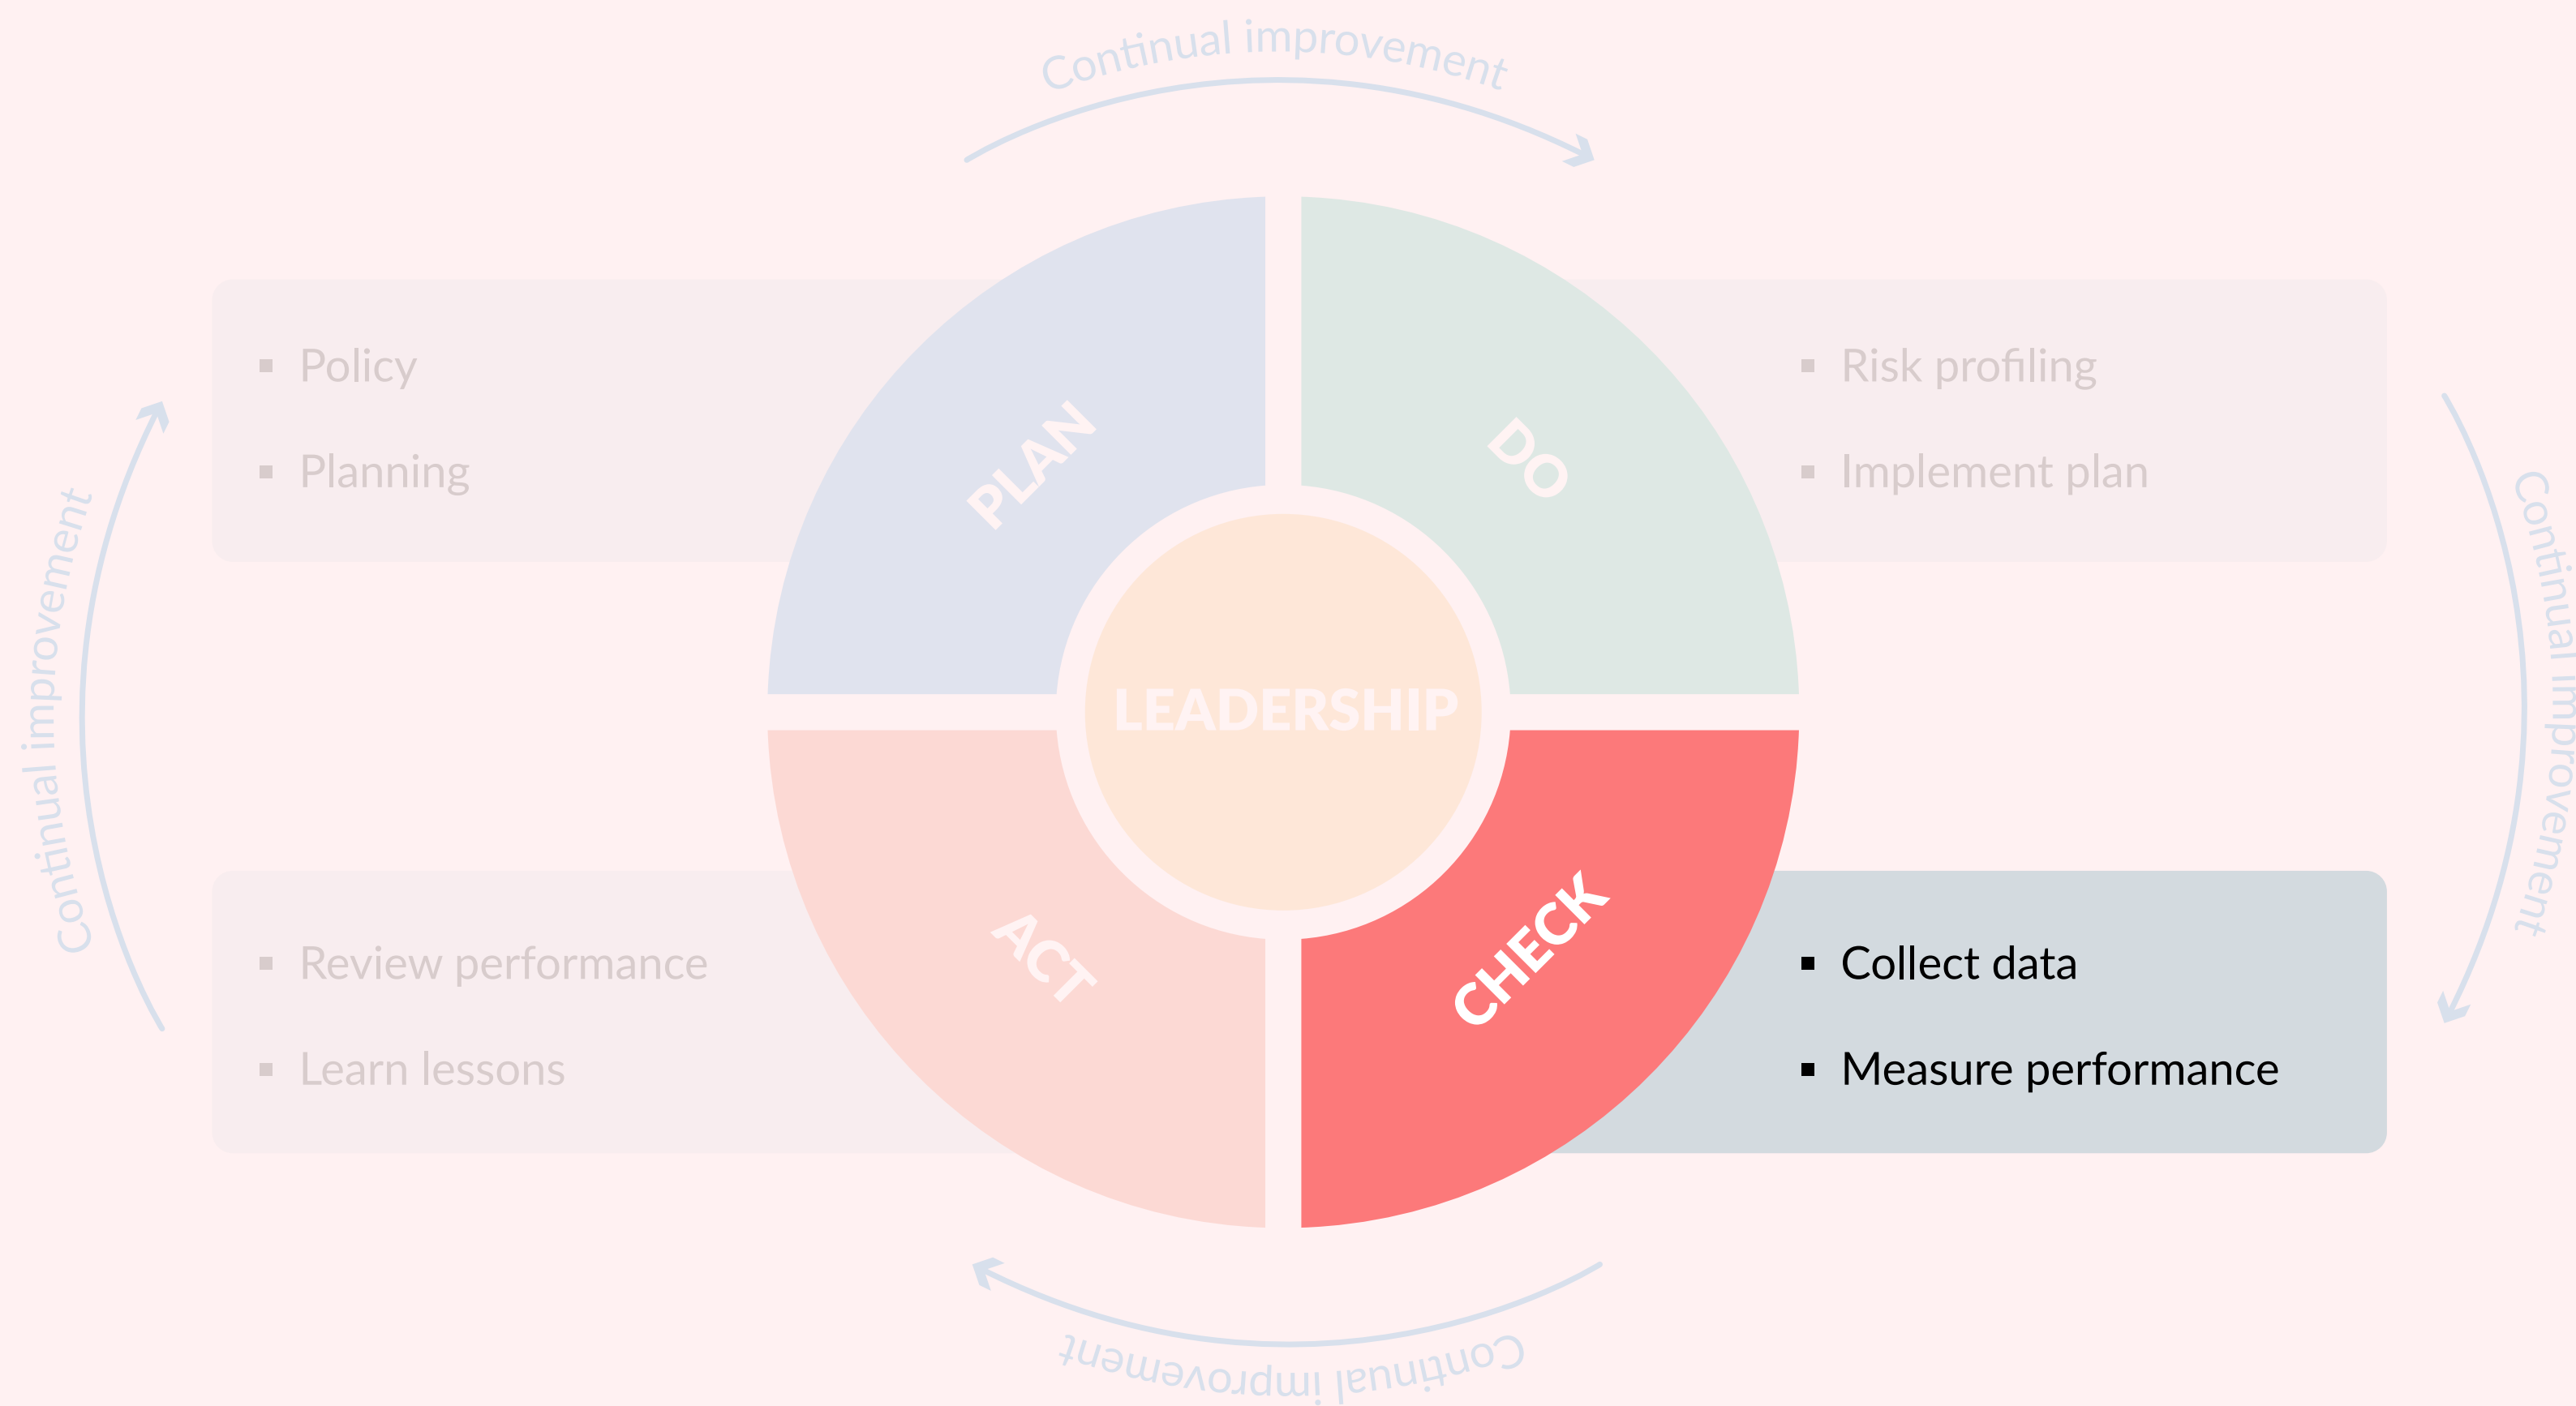 Continual improvement
Policy
Planning
PLAN
DO
Risk profiling
Implement plan
Continual improvement
LEADERSHIP
Continual improvement
Review performance
Learn lessons
ACT
CHECK
Collect data
Measure performance
Continual improvement